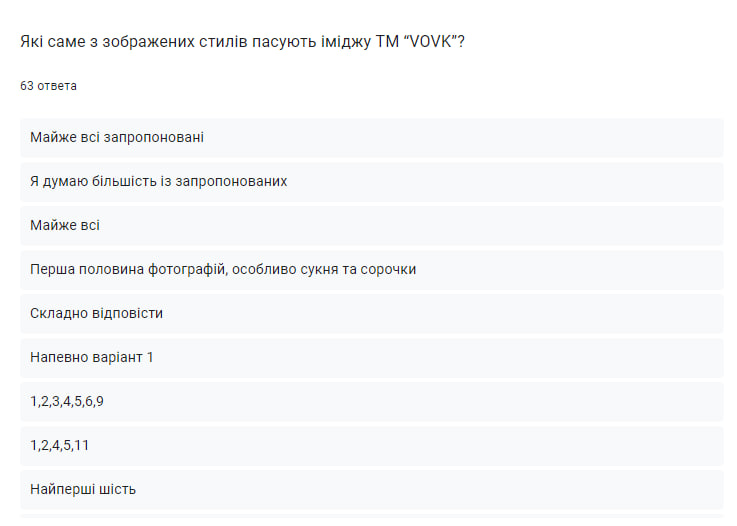 Які саме з зображених стилів пасують іміджу ТМ “VOVK”?
63 ответа
Майже всі запропоновані
Я думаю більшість із запропонованих
Майже всі
Перша половина фотографій, особливо сукня та сорочки
Складно відповісти
Напевно варіант 1
1,2,3,4,5,6,9
1,2,4,5,11
Найперші шість